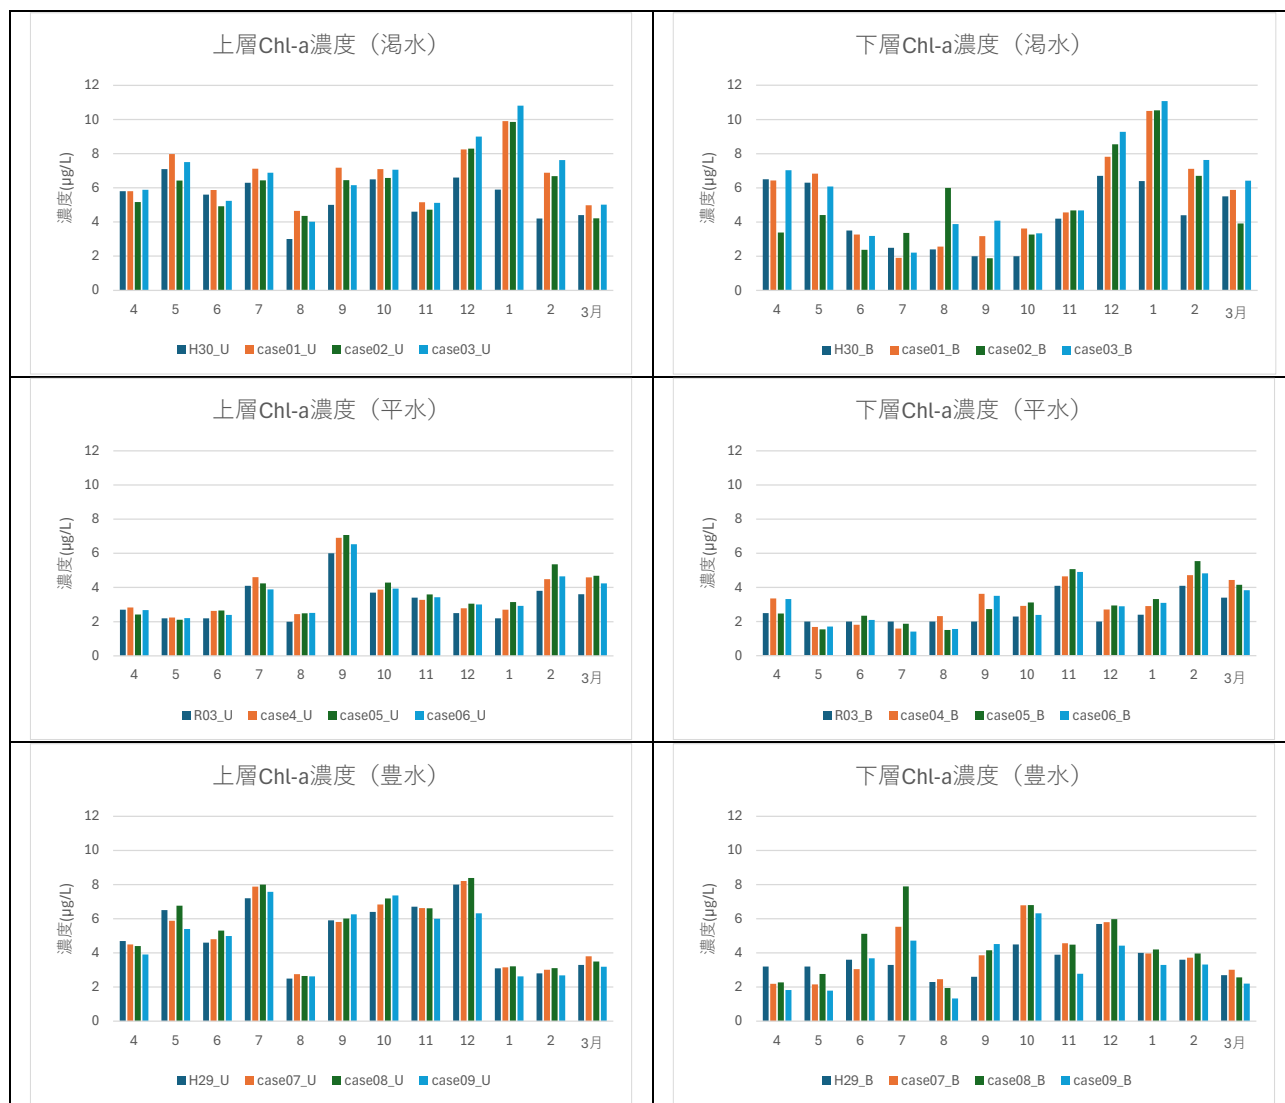 上層Chl-a濃度（渇水）
濃度(μg/L)
12
10
8
6
4
2
0
4 5 6 7 8 9 10 11 12 1 2 3月
H30_U case01_U case02_U case03_U
下層Chl-a濃度（渇水）
濃度(μg/L)
12
10
8
6
4
2
0
4 5 6 7 8 9 10 11 12 1 2 3月
H30_B case01_B case02_B case03_B
上層Chl-a濃度（平水）
濃度(μg/L)
12
10
8
6
4
2
0
4 5 6 7 8 9 10 11 12 1 2 3月
R03_U case4_U case05_U case06_U
下層Chl-a濃度（平水）
濃度(μg/L)
12
10
8
6
4
2
0
4 5 6 7 8 9 10 11 12 1 2 3月
R03_B case04_B case05_B case06_B
上層Chl-a濃度（豊水）
濃度(μg/L)
12
10
8
6
4
2
0
4 5 6 7 8 9 10 11 12 1 2 3月
H29_U case07_U case08_U case09_U
下層Chl-a濃度（豊水）
濃度(μg/L)
12
10
8
6
4
2
0
4 5 6 7 8 9 10 11 12 1 2 3月
H29_B case07_B case08_B case09_B